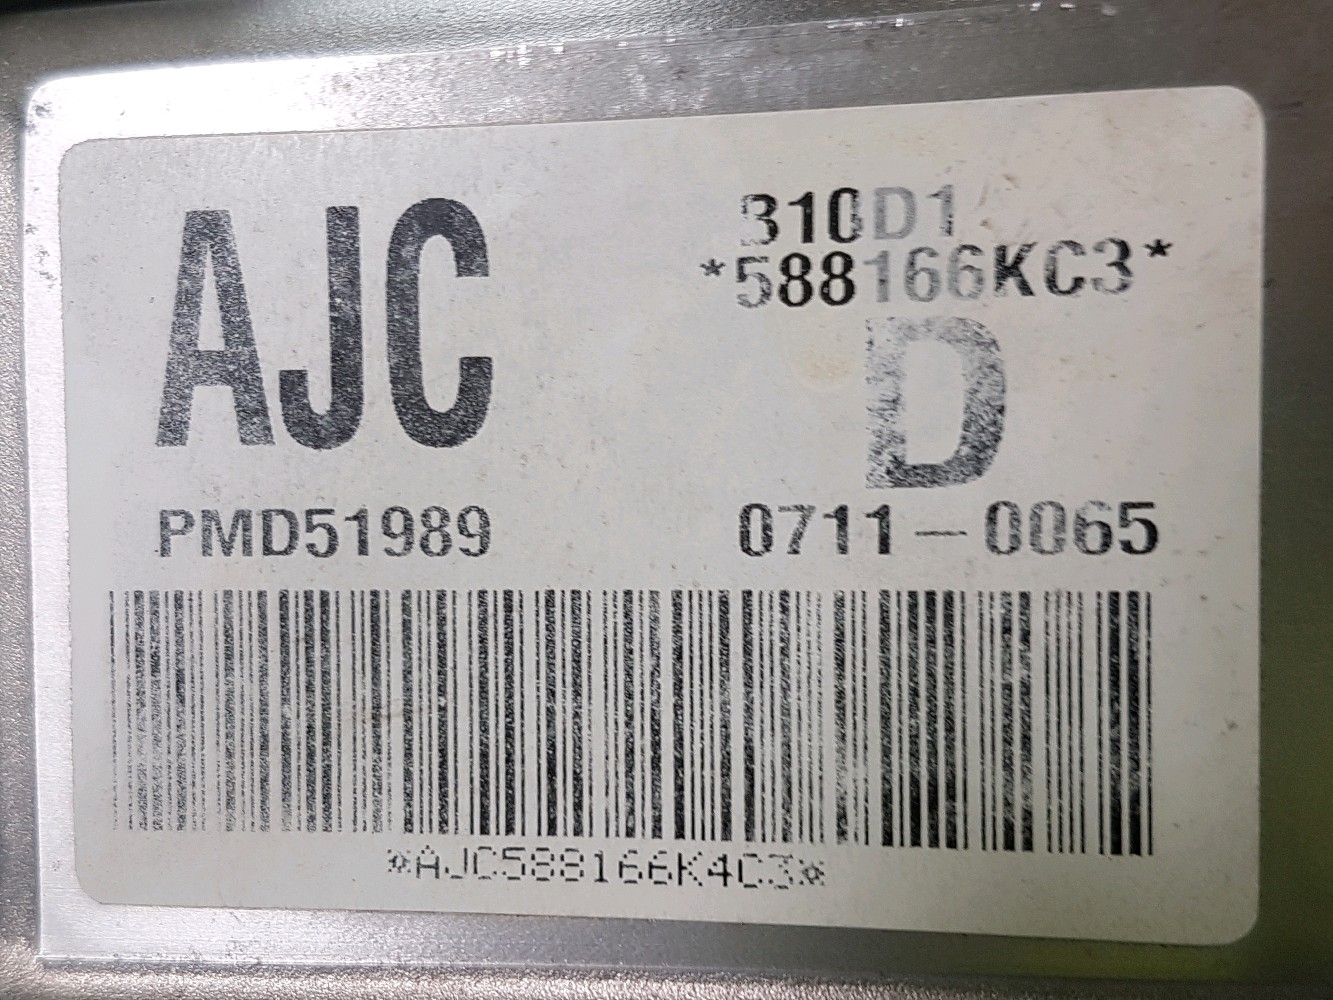 AJC
310D1
*588166KC3*
D
PMD51989
0711-0065
*AJC588166K4C3*